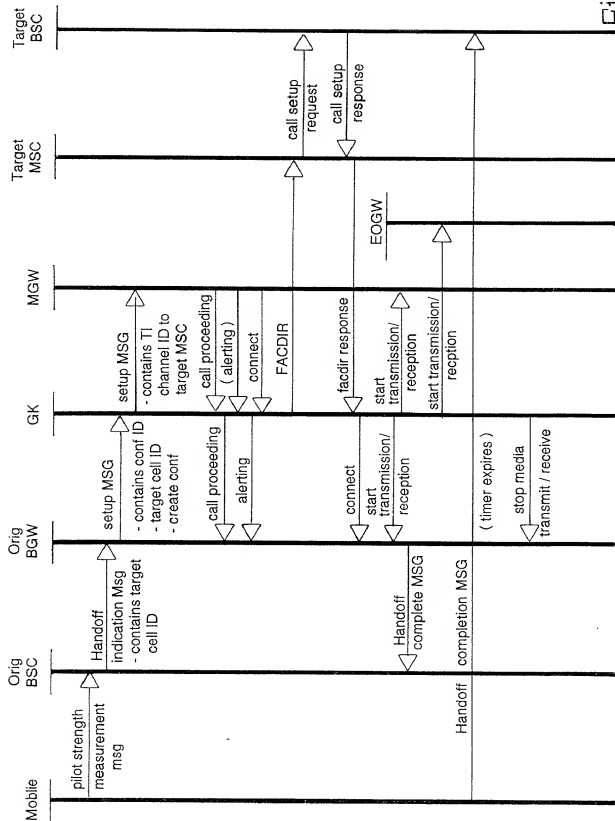 Moblie
Orig
BSC
Orig
BGW
GK
MGW
Target
MSC
Target
BSC
EOGW
pilot strength
measurement
msg
Handoff
indication Msg
- contains target
cell ID
setup MSG
- contains conf ID
- target cell ID
- create conf
setup MSG
- contains TI
channel ID to
target MSC
call proceeding
call proceeding
( alerting )
alerting
connect
FACDIR
call setup
request
call setup
response
facdir response
connect
start
transmission/
reception
start
transmission/
reception
Handoff
complete MSG
start transmission/
recption
Handoff completion MSG
( timer expires )
stop media
transmit / receive